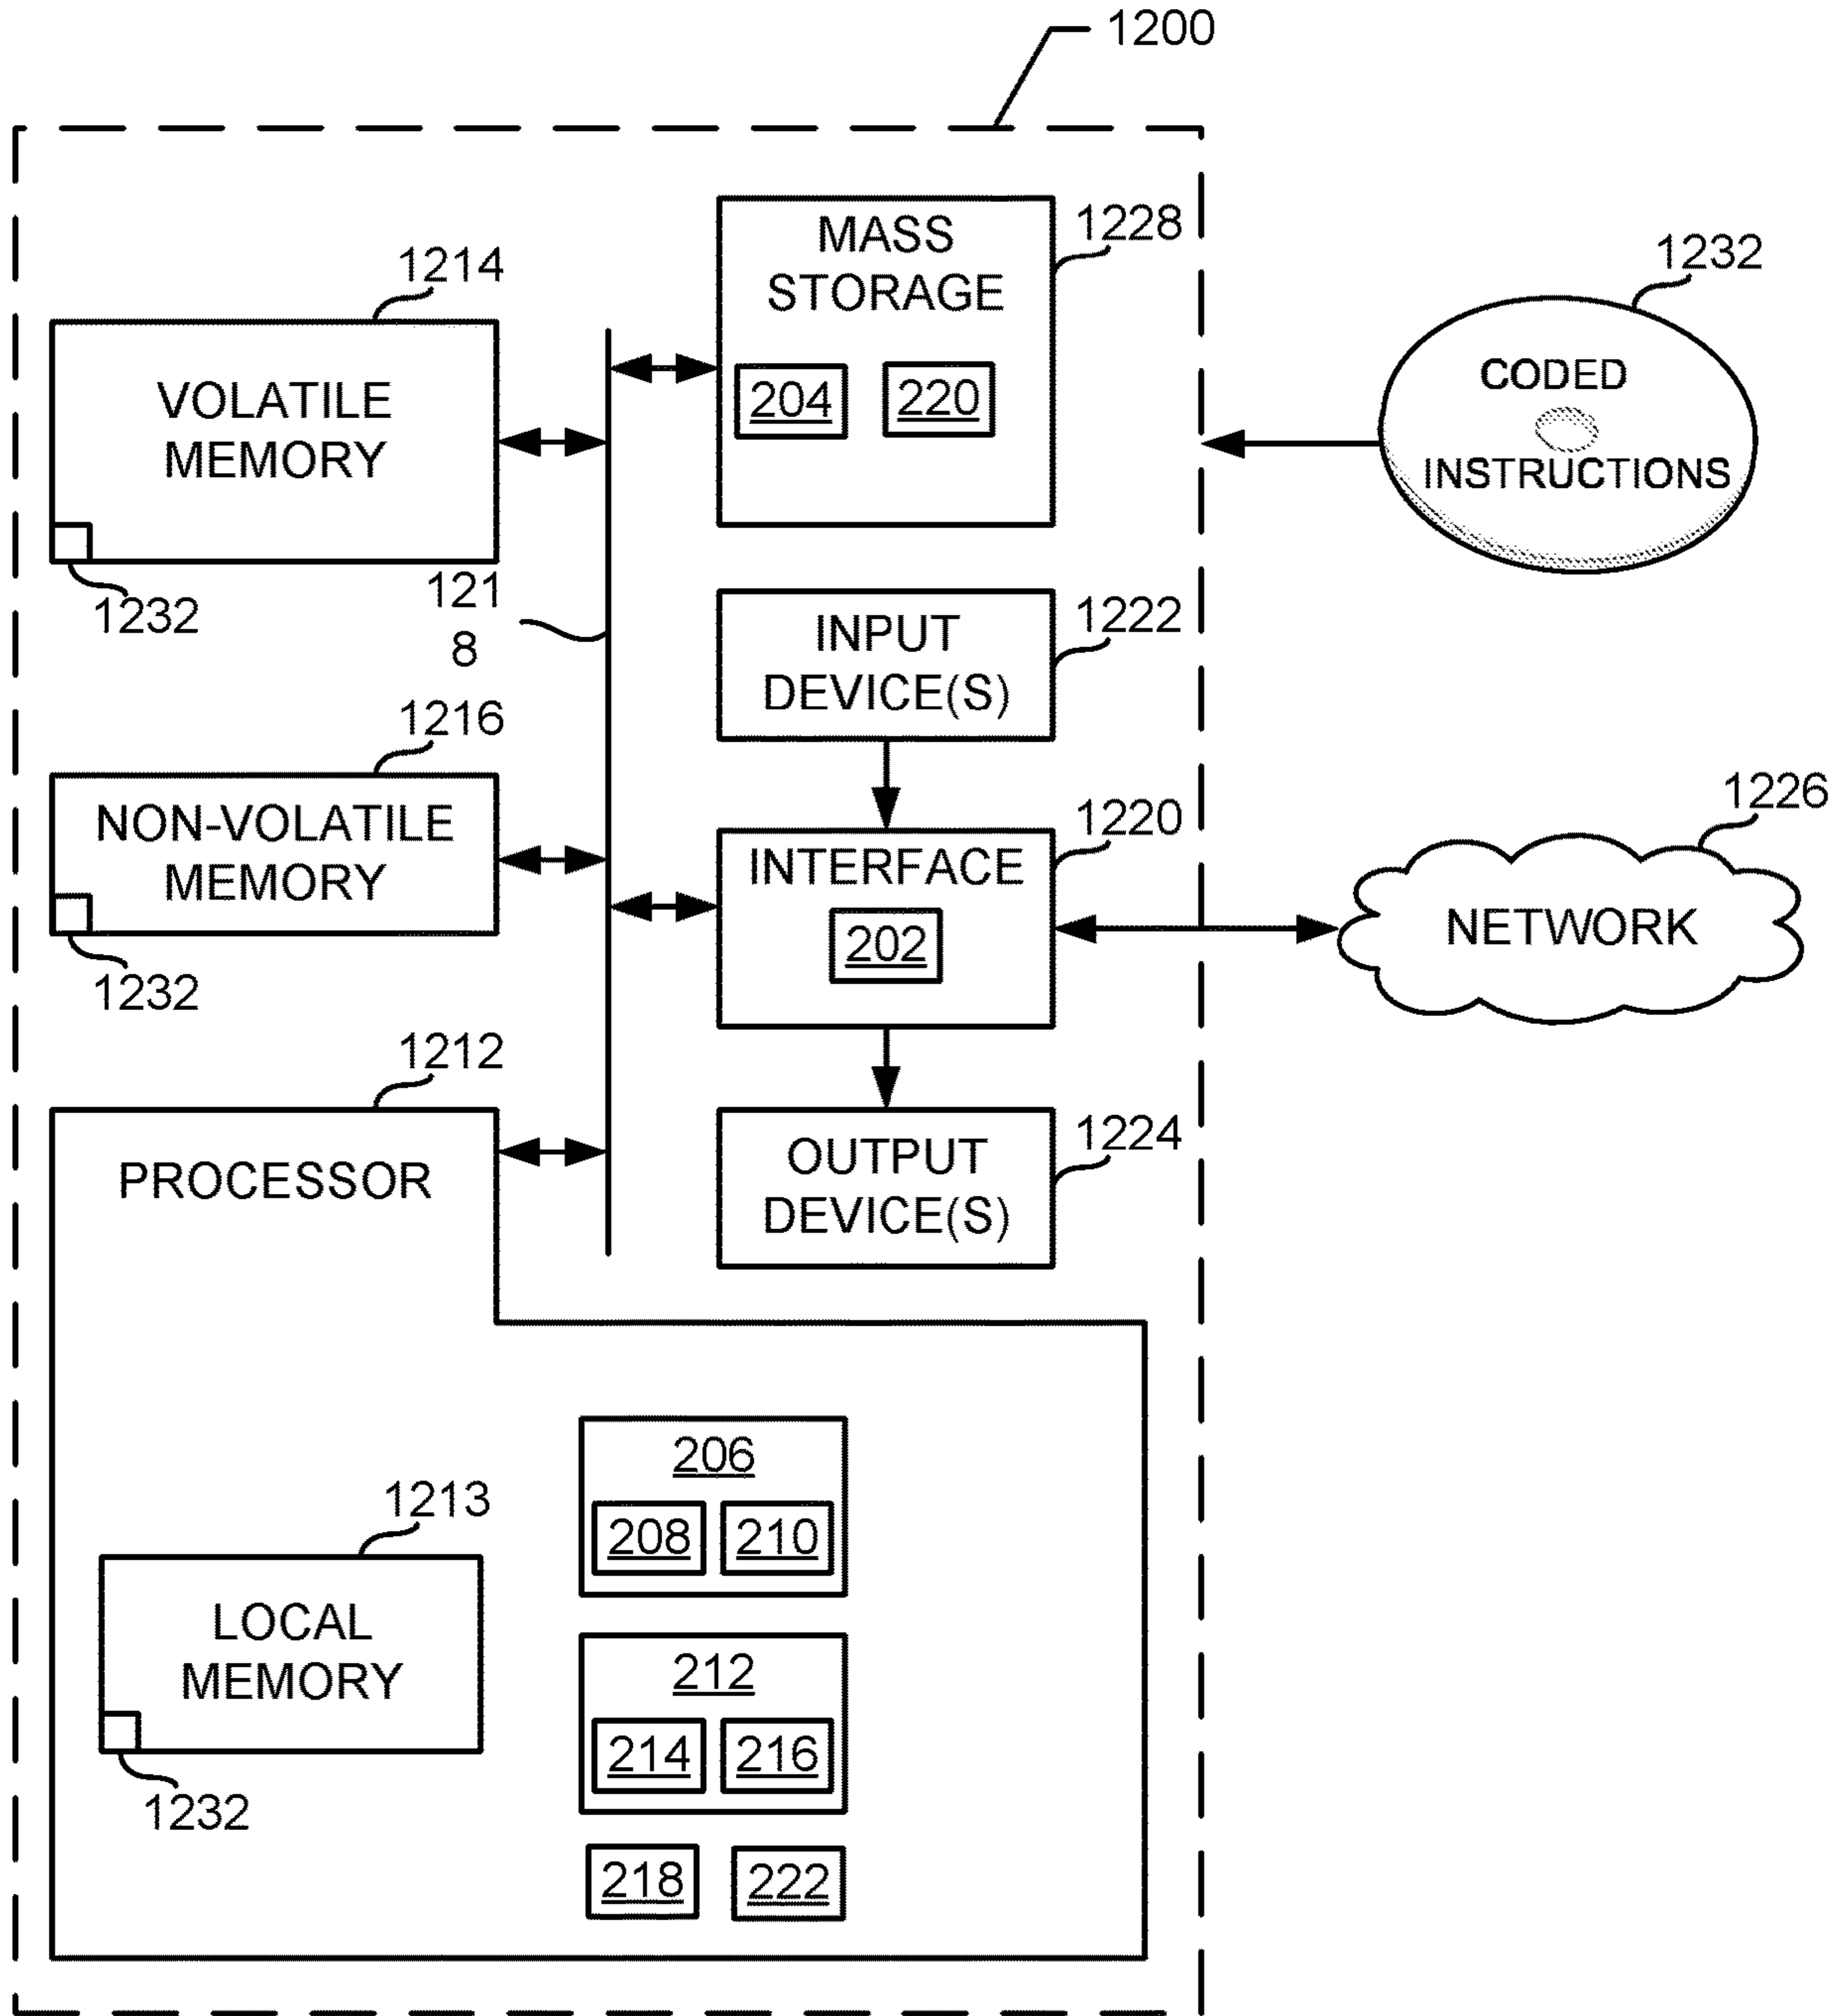 1200
MASS
STORAGE
1228
204
220
1214
VOLATILE
MEMORY
1232
1232
CODED
INSTRUCTIONS
121
8
INPUT
DEVICE(S)
1222
1216
NON-VOLATILE
MEMORY
1232
INTERFACE
202
1220
1226
NETWORK
1212
PROCESSOR
OUTPUT
DEVICE(S)
1224
206
208
210
1213
LOCAL
MEMORY
1232
212
214
216
218
222